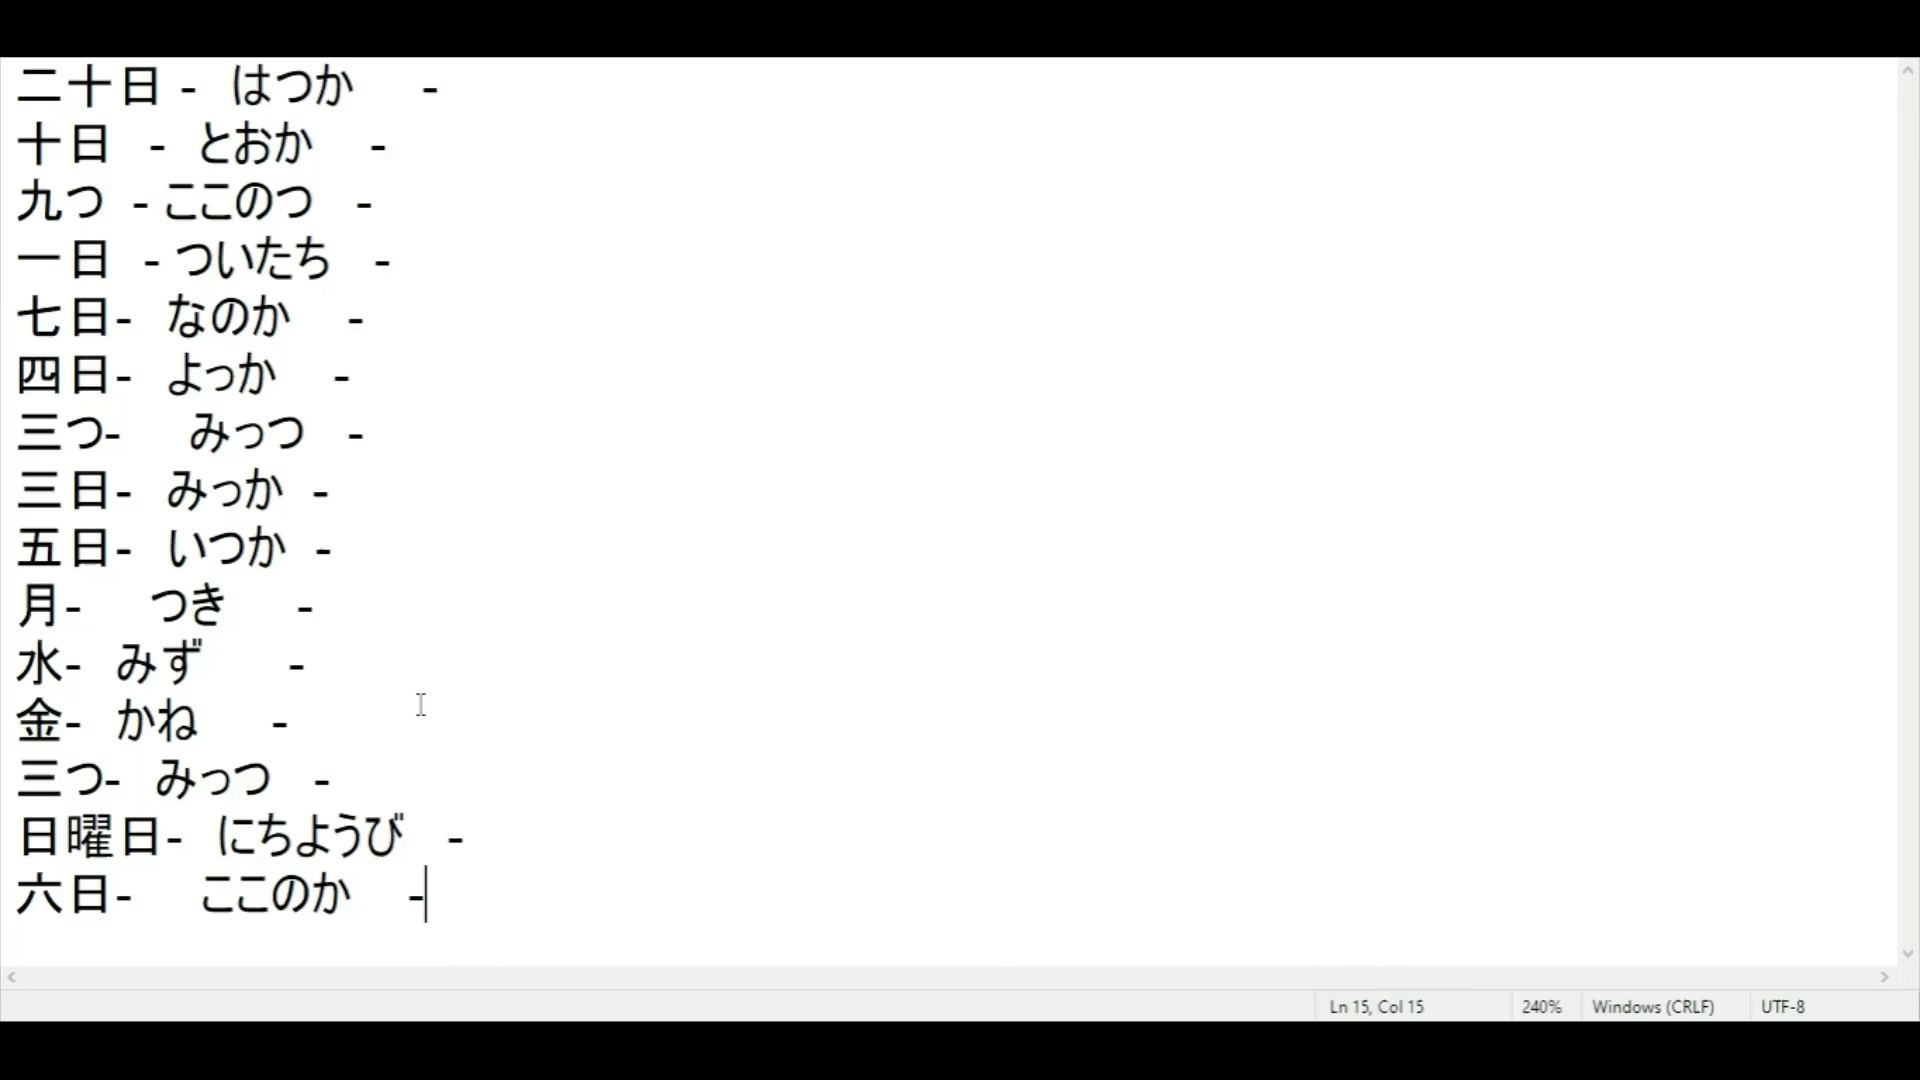 二十日 - はつか -
十日 - とおか -
九つ - ここのつ -
一日 - ついたち -
七日- なのか -
四日- よっか -
三つ- みっつ -
三日- みっか -
五日- いつか -
月- つき -
水- みず -
金- かね -
三つ- みっつ -
日曜日- にちようび -
六日- ここのか -
Ln 15, Col 15 240% Windows (CRLF) UTF-8